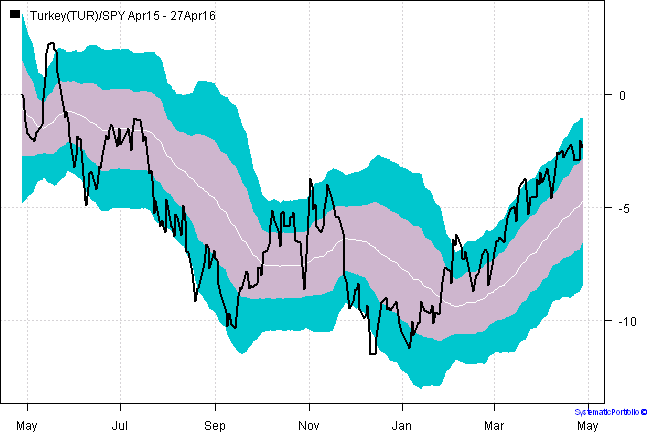 Turkey(TUR)/SPY Apr15 - 27Apr16
0
-5
-10
SystematicPortfolio ©
May Jul Sep Nov Jan Mar May